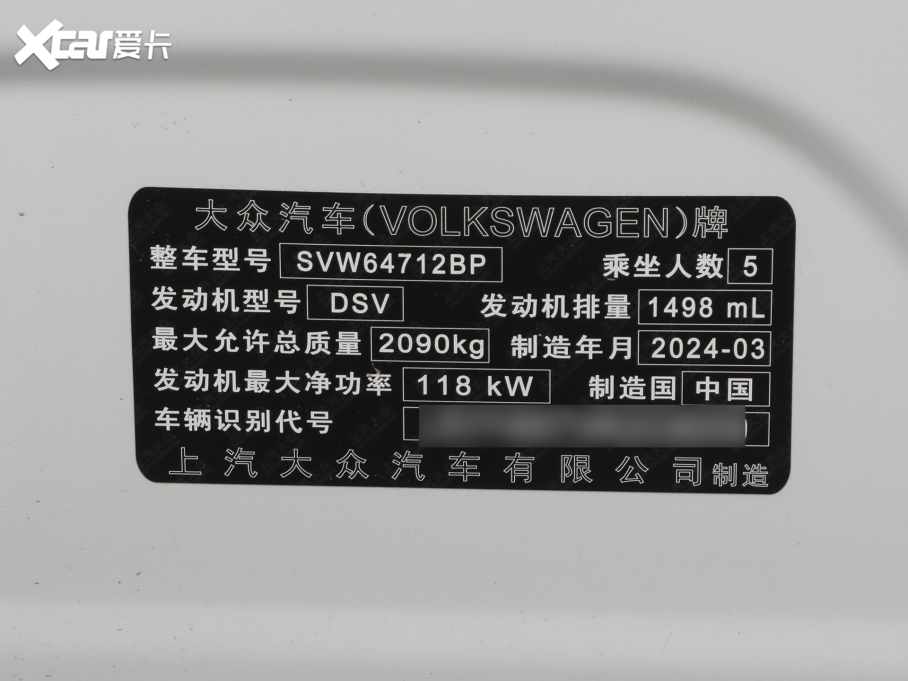 Xcar爱卡
大众汽车(VOLKSWAGEN)牌
整车型号 SVW64712BP 乘坐人数 5
发动机型号 DSV 发动机排量 1498 mL
最大允许总质量 2090kg 制造年月 2024-03
发动机最大净功率 118 kW 制造国 中国
车辆识别代号
上汽大众汽车有限公司制造